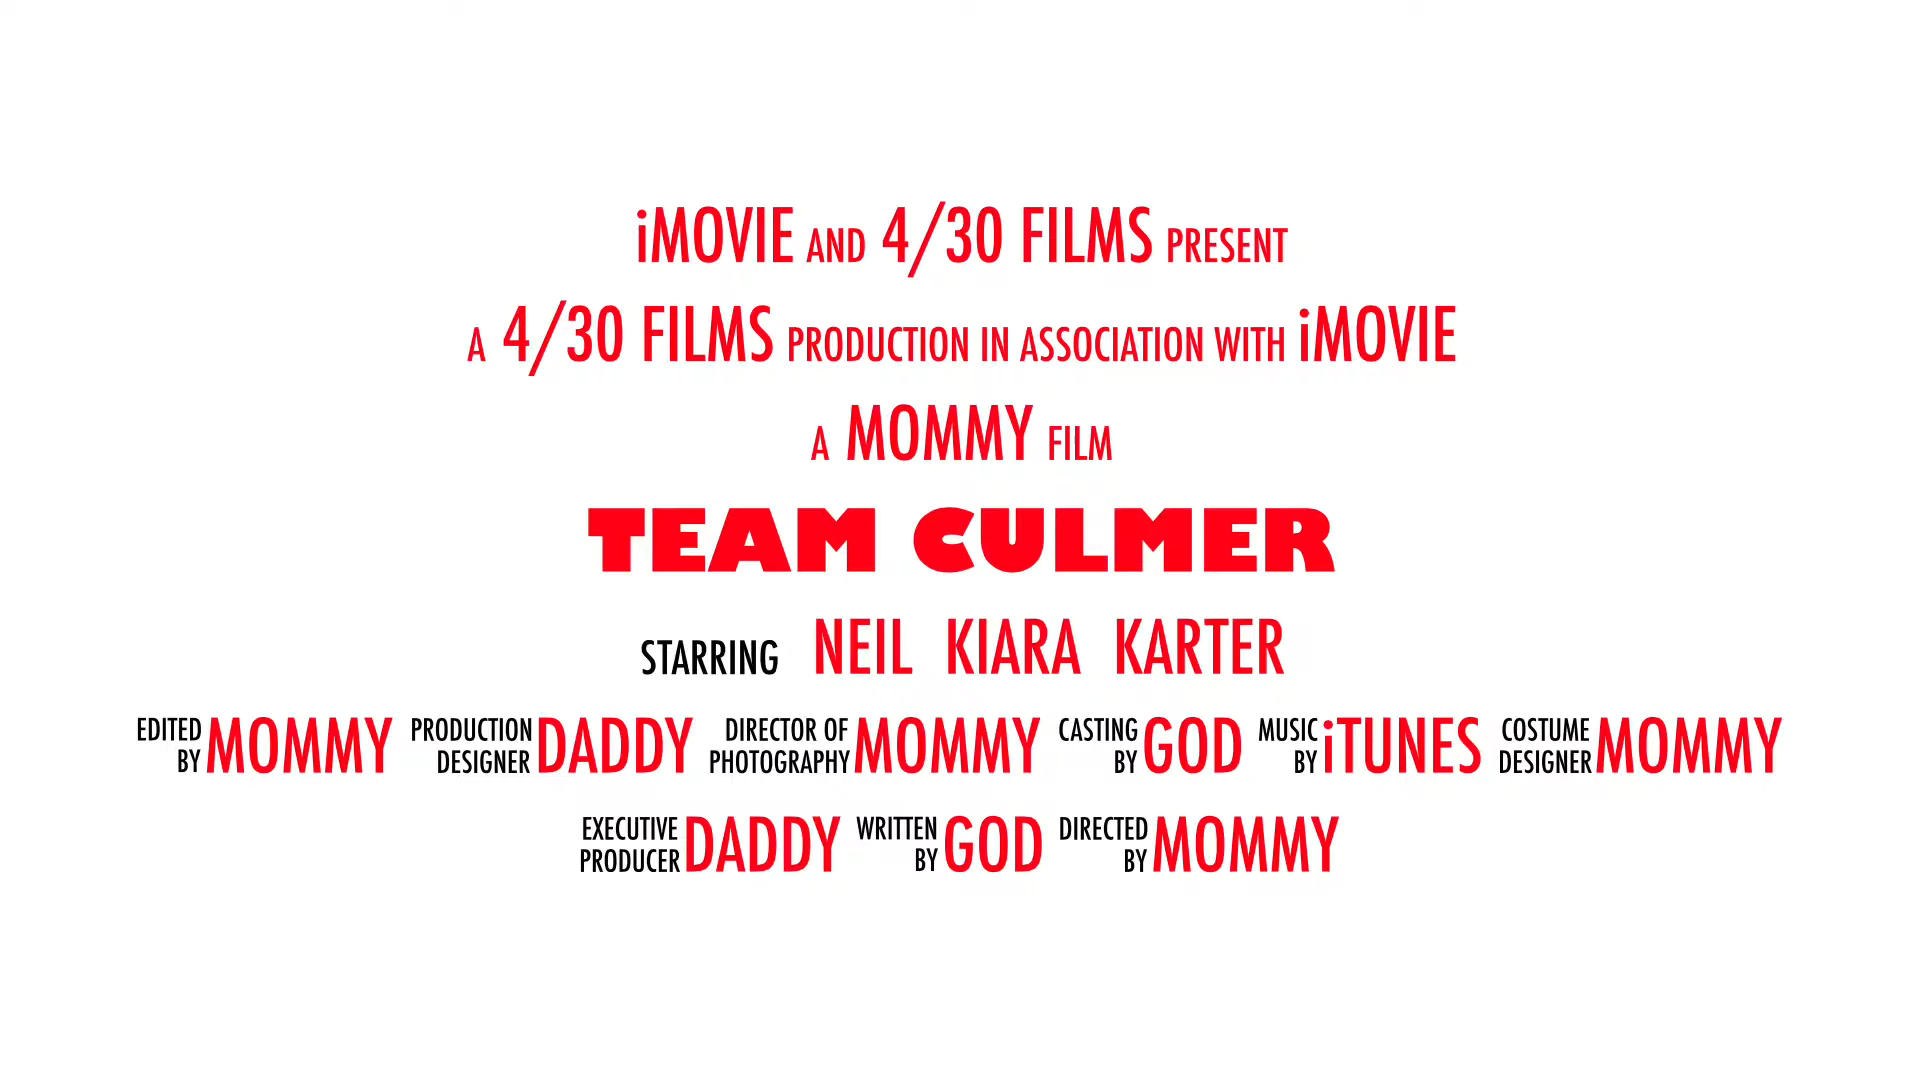 iMOVIE AND 4/30 FILMS PRESENT
A 4/30 FILMS PRODUCTION IN ASSOCIATION WITH iMOVIE
A MOMMY FILM
TEAM CULMER
STARRING NEIL KIARA KARTER
EDITED BY MOMMY PRODUCTION DESIGNER DADDY DIRECTOR OF PHOTOGRAPHY MOMMY CASTING BY GOD MUSIC BY iTUNES COSTUME DESIGNER MOMMY
EXECUTIVE PRODUCER DADDY WRITTEN BY GOD DIRECTED BY MOMMY